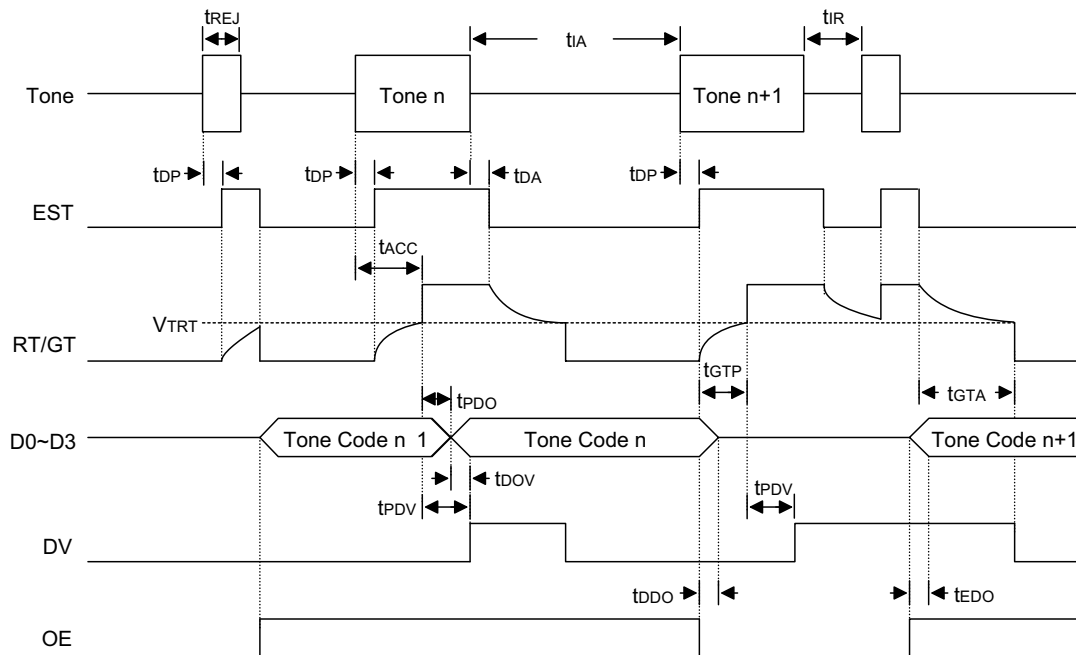 tREJ
tIA
tIR
Tone
Tone n
Tone n+1
tDP
tDP
tDA
tDP
EST
tACC
VTRT
RT/GT
tGTP
tGTA
tPDO
D0~D3
Tone Code n 1
Tone Code n
Tone Code n+1
tDOV
tPDV
tPDV
DV
tDDO
tEDO
OE